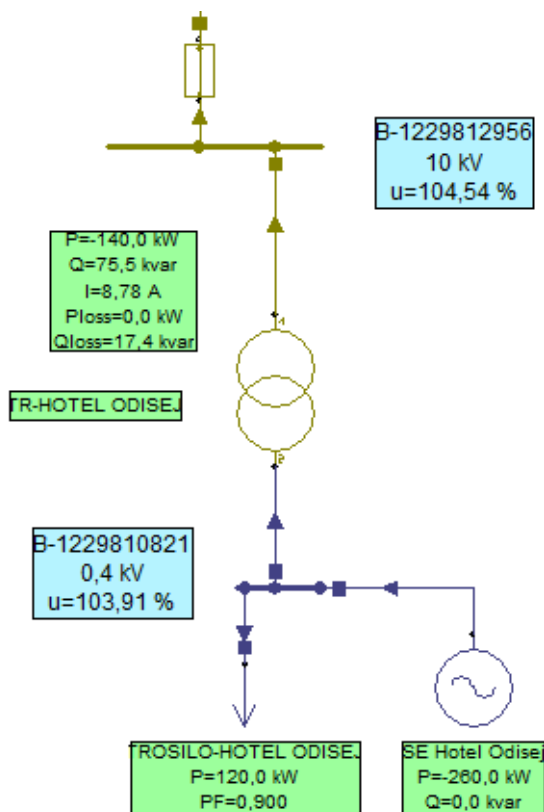 B-1229812956
10 kV
u=104,54 %
P=-140,0 kW
Q=75,5 kvar
I=8,78 A
Ploss=0,0 kW
Qloss=17,4 kvar
1
TR-HOTEL ODISEJ
2
B-1229810821
0,4 kV
u=103,91 %
TROSILO-HOTEL ODISEJ
P=120,0 kW
PF=0,900
SE Hotel Odisej
P=-260,0 kW
Q=0,0 kvar